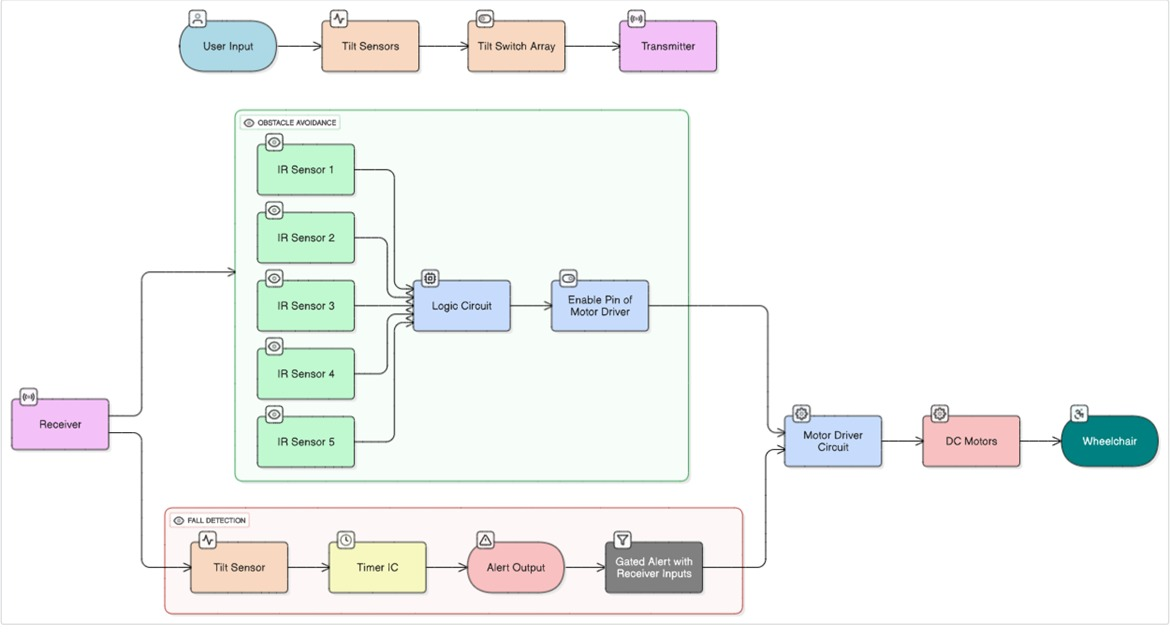 User Input
Tilt Sensors
Tilt Switch Array
Transmitter
OBSTACLE AVOIDANCE
IR Sensor 1
IR Sensor 2
IR Sensor 3
IR Sensor 4
IR Sensor 5
Logic Circuit
Enable Pin of
Motor Driver
Receiver
Motor Driver
Circuit
DC Motors
Wheelchair
FALL DETECTION
Tilt Sensor
Timer IC
Alert Output
Gated Alert with
Receiver Inputs